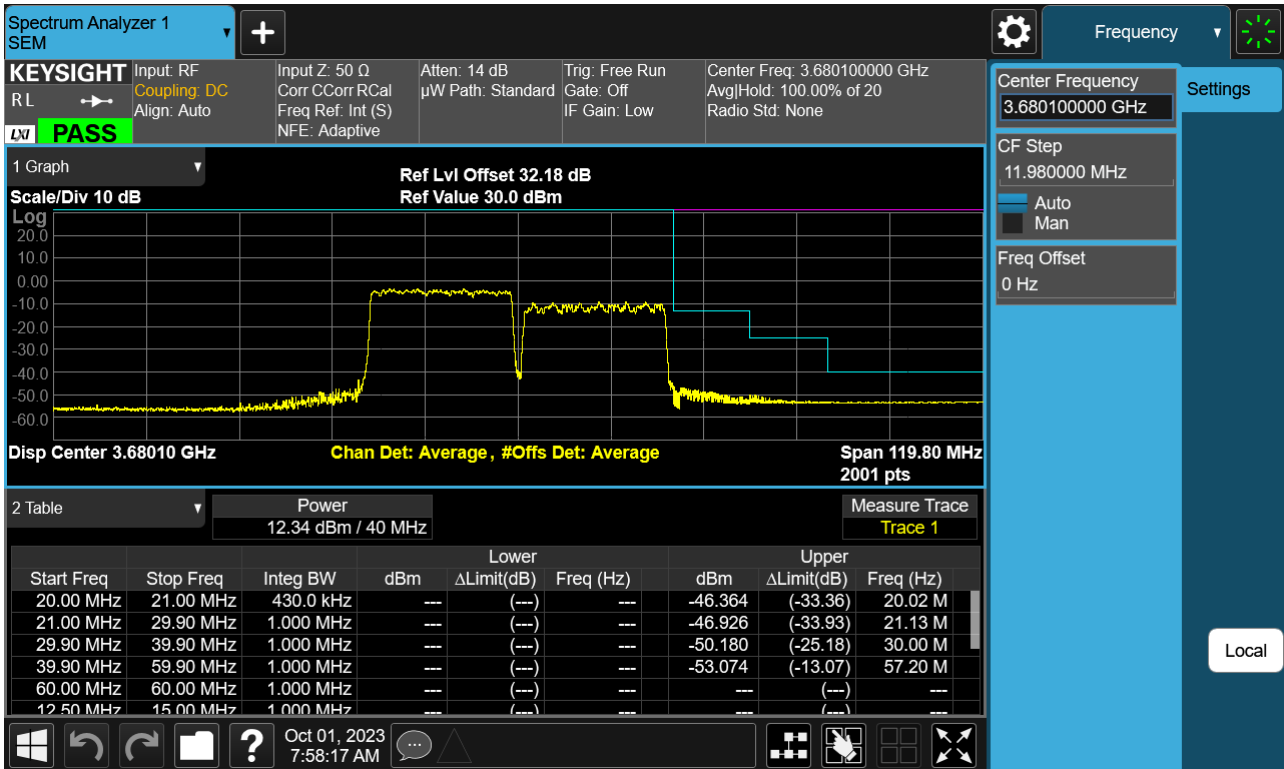 Spectrum Analyzer 1
SEM
Frequency
KEYSIGHT
RL
LXI PASS
Input: RF
Coupling: DC
Align: Auto
Input Z: 50 Ω
Corr CCorr RCal
Freq Ref: Int (S)
NFE: Adaptive
Atten: 14 dB
µW Path: Standard
Trig: Free Run
Gate: Off
IF Gain: Low
Center Freq: 3.680100000 GHz
Avg|Hold: 100.00% of 20
Radio Std: None
Center Frequency
3.680100000 GHz
Settings
CF Step
11.980000 MHz
Auto
Man
Freq Offset
0 Hz
1 Graph
Scale/Div 10 dB
Ref Lvl Offset 32.18 dB
Ref Value 30.0 dBm
Log
20.0
10.0
0.00
-10.0
-20.0
-30.0
-40.0
-50.0
-60.0
Disp Center 3.68010 GHz
Chan Det: Average, #Offs Det: Average
Span 119.80 MHz
2001 pts
2 Table
Power
12.34 dBm / 40 MHz
Measure Trace
Trace 1
Lower Upper
Start Freq Stop Freq Integ BW dBm ΔLimit(dB) Freq (Hz) dBm ΔLimit(dB) Freq (Hz)
20.00 MHz 21.00 MHz 430.0 kHz --- (---) --- -46.364 (-33.36) 20.02 M
21.00 MHz 29.90 MHz 1.000 MHz --- (---) --- -46.926 (-33.93) 21.13 M
29.90 MHz 39.90 MHz 1.000 MHz --- (---) --- -50.180 (-25.18) 30.00 M
39.90 MHz 59.90 MHz 1.000 MHz --- (---) --- -53.074 (-13.07) 57.20 M
60.00 MHz 60.00 MHz 1.000 MHz --- (---) --- --- (---) ---
12.50 MHz 15.00 MHz 1.000 MHz --- (---) --- --- (---) ---
Local
?
Oct 01, 2023
7:58:17 AM